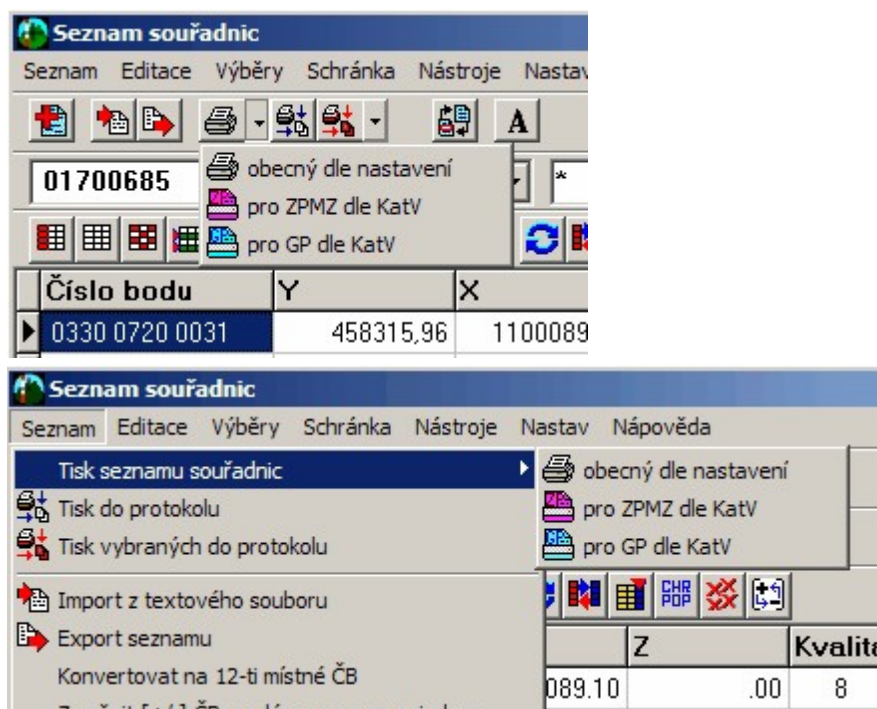 Seznam souřadnic
Seznam Editace Výběry Schránka Nástroje
A
01700685 *
obecný dle nastavení
pro ZPMZ dle KatV
pro GP dle KatV
Číslo bodu Y X
0330 0720 0031 458315,96 1100089
Seznam souřadnic
Seznam Editace Výběry Schránka Nástroje Nastav Nápověda
Tisk seznamu souřadnic obecný dle nastavení
Tisk do protokolu pro ZPMZ dle KatV
Tisk vybraných do protokolu pro GP dle KatV
Import z textového souboru CHR POP
Export seznamu Z Kvalita
Konvertovat na 12-ti místné ČB 089.10 .00 8